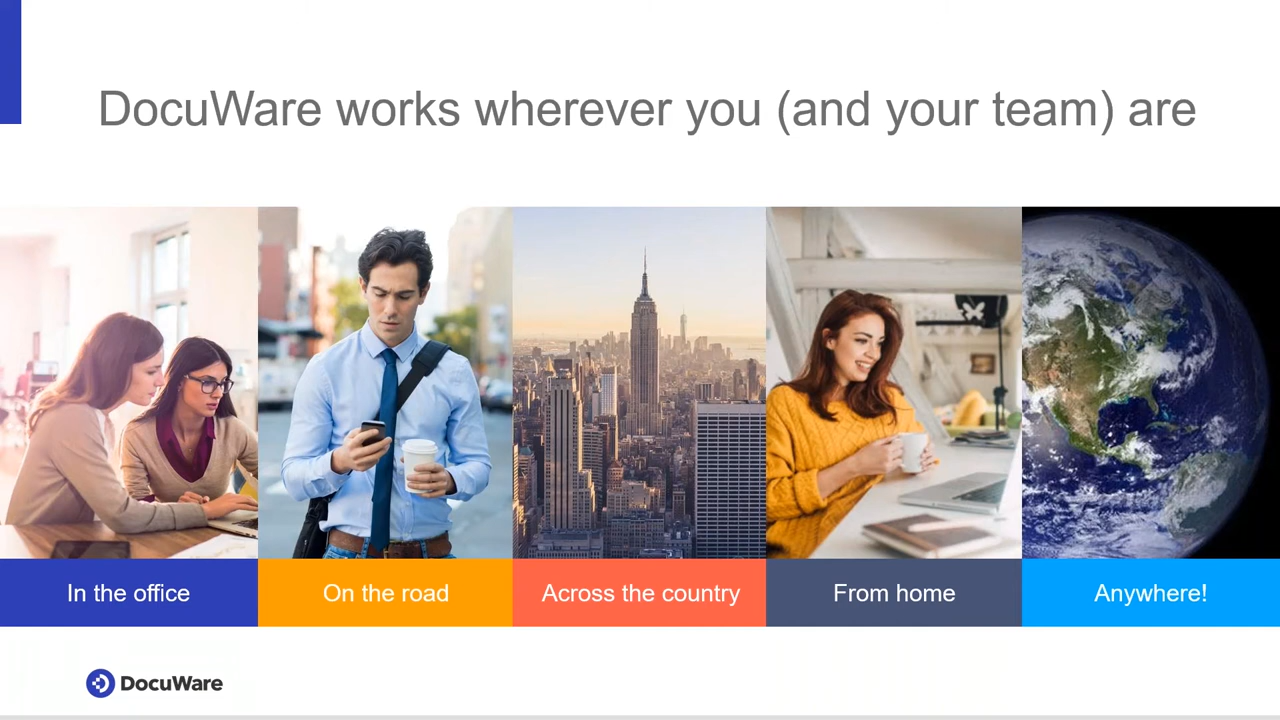 DocuWare works wherever you (and your team) are
In the office
On the road
Across the country
From home
Anywhere!
DocuWare